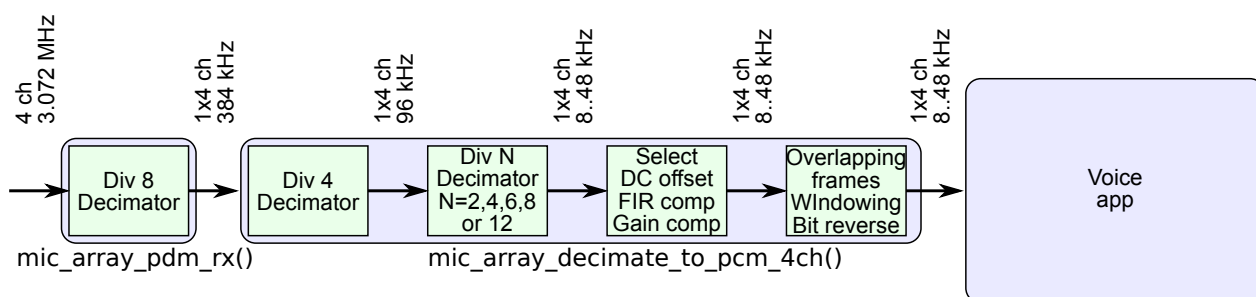 4 ch
3.072 MHz
1x4 ch
384 kHz
1x4 ch
96 kHz
1x4 ch
8..48 kHz
1x4 ch
8..48 kHz
1x4 ch
8..48 kHz
Div 8
Decimator
Div 4
Decimator
Div N
Decimator
N=2,4,6,8
or 12
Select
DC offset
FIR comp
Gain comp
Overlapping
frames
WIndowing
Bit reverse
Voice
app
mic_array_pdm_rx()
mic_array_decimate_to_pcm_4ch()